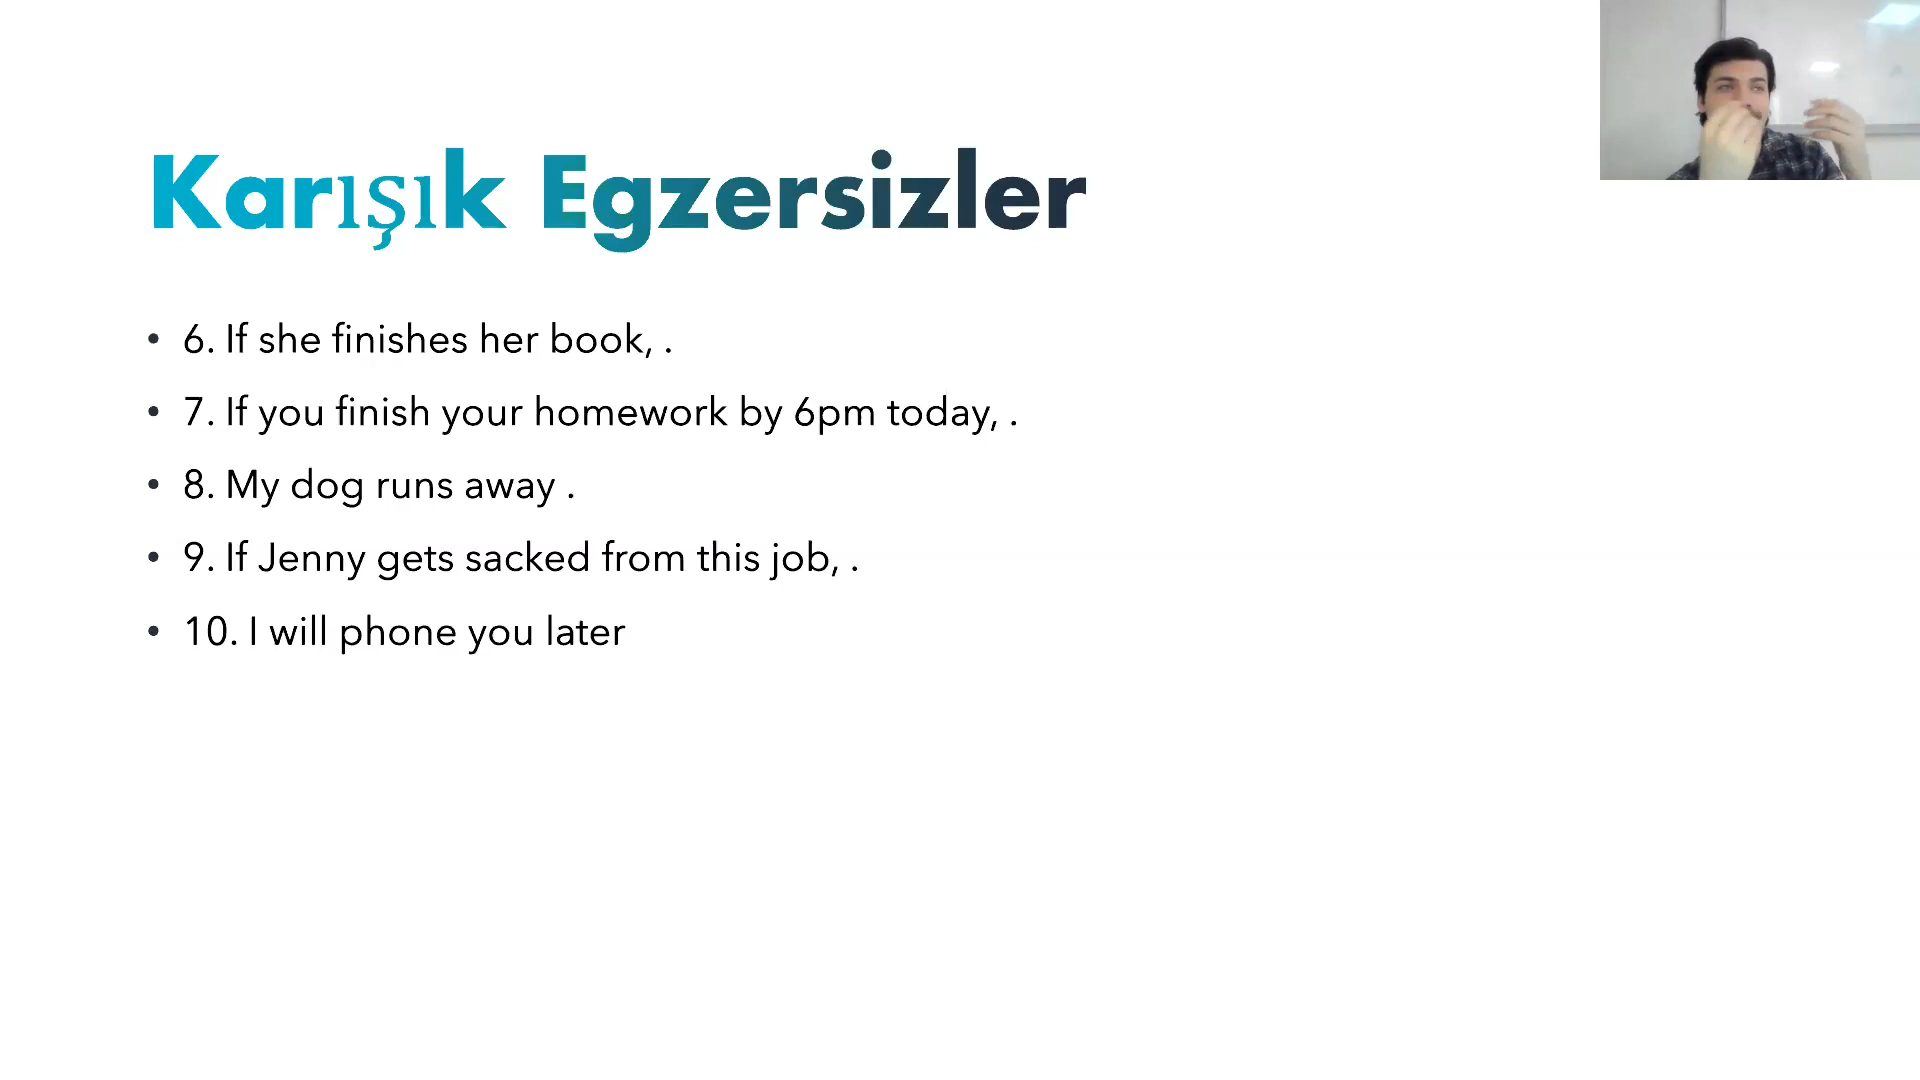 Karışık Egzersizler
• 6. If she finishes her book, .
• 7. If you finish your homework by 6pm today, .
• 8. My dog runs away .
• 9. If Jenny gets sacked from this job, .
• 10. I will phone you later